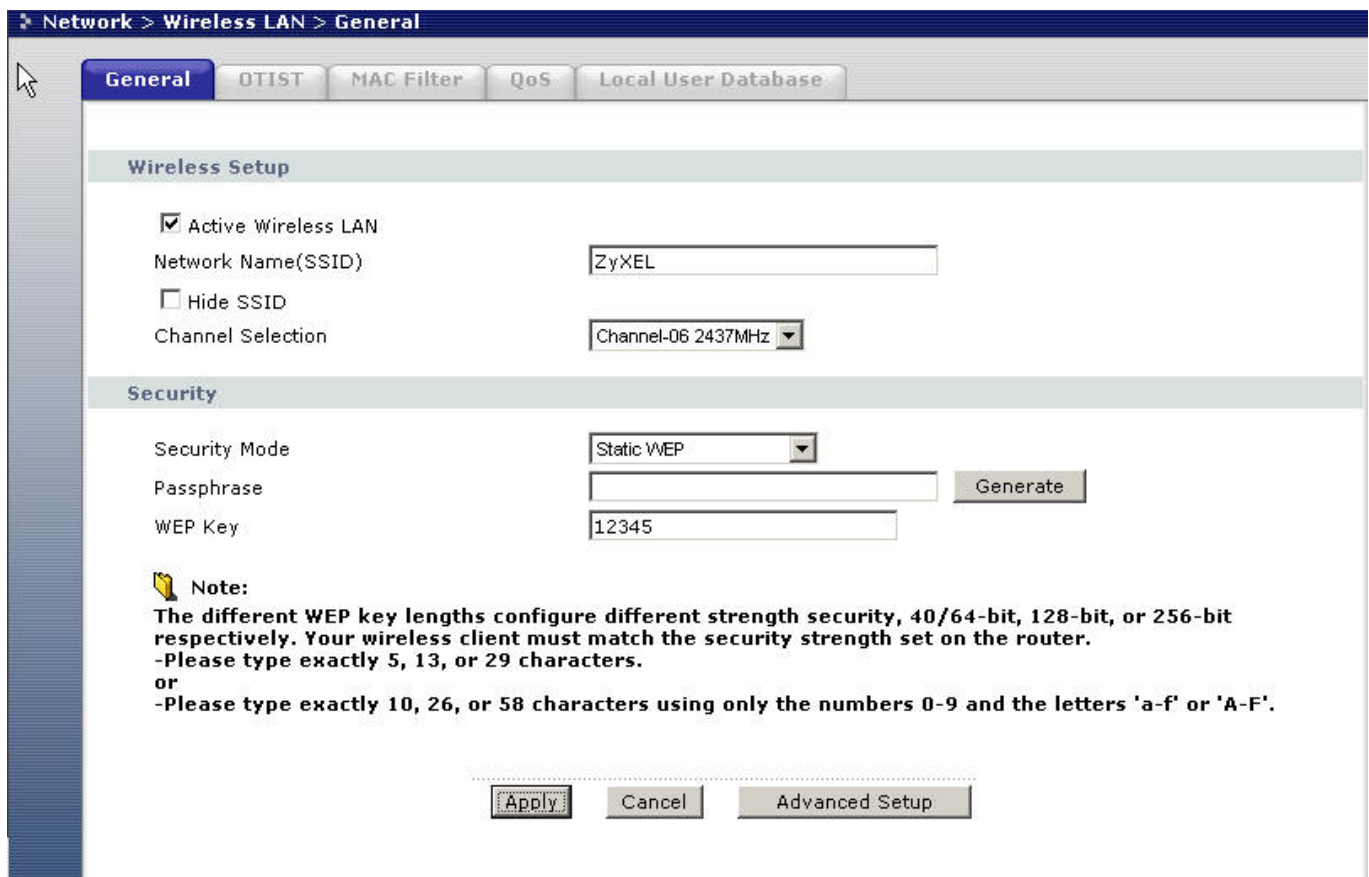 Network > Wireless LAN > General
General OTIST MAC Filter QoS Local User Database
Wireless Setup
Active Wireless LAN
Network Name(SSID) ZyXEL
Hide SSID
Channel Selection Channel-06 2437MHz
Security
Security Mode Static WEP
Passphrase Generate
WEP Key 12345
Note:
The different WEP key lengths configure different strength security, 40/64-bit, 128-bit, or 256-bit
respectively. Your wireless client must match the security strength set on the router.
-Please type exactly 5, 13, or 29 characters.
or
-Please type exactly 10, 26, or 58 characters using only the numbers 0-9 and the letters 'a-f' or 'A-F'.
Apply Cancel Advanced Setup